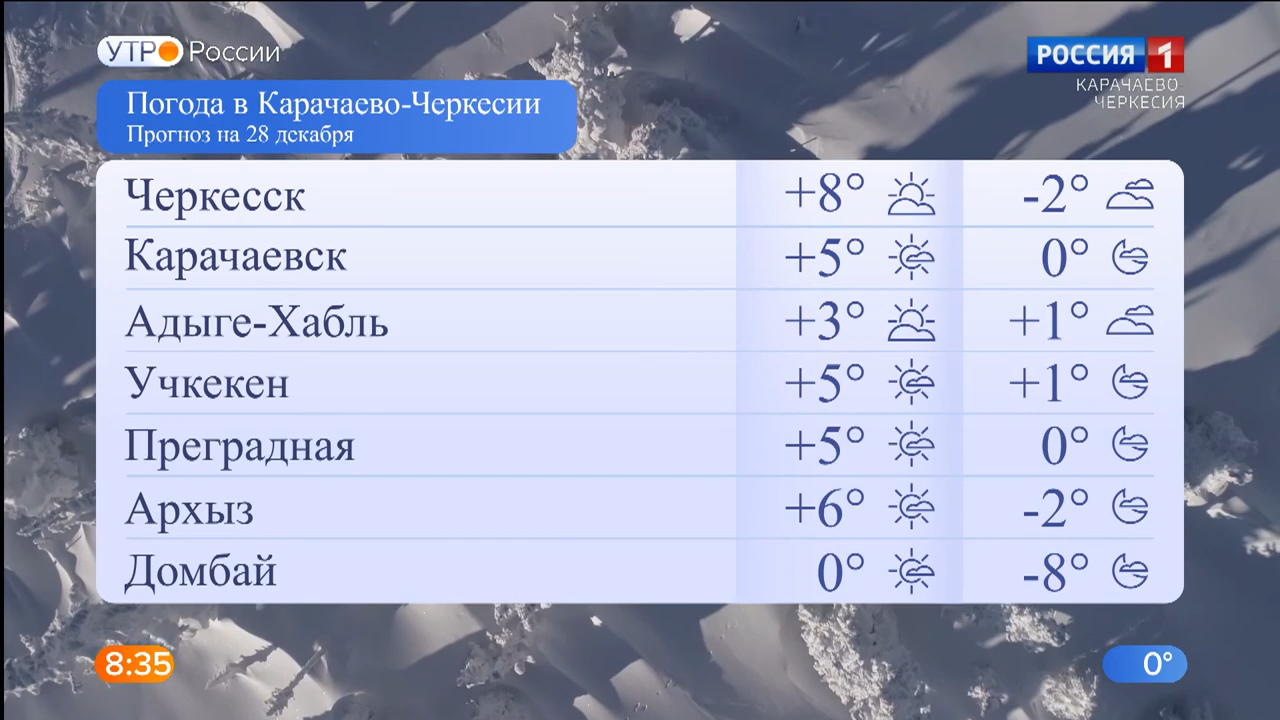 УТРО России
РОССИЯ 1
КАРАЧАЕВО-
ЧЕРКЕСИЯ
Погода в Карачаево-Черкесии
Прогноз на 28 декабря
Черкесск +8° -2°
Карачаевск +5° 0°
Адыге-Хабль +3° +1°
Учкекен +5° +1°
Преградная +5° 0°
Архыз +6° -2°
Домбай 0° -8°
8:35 0°